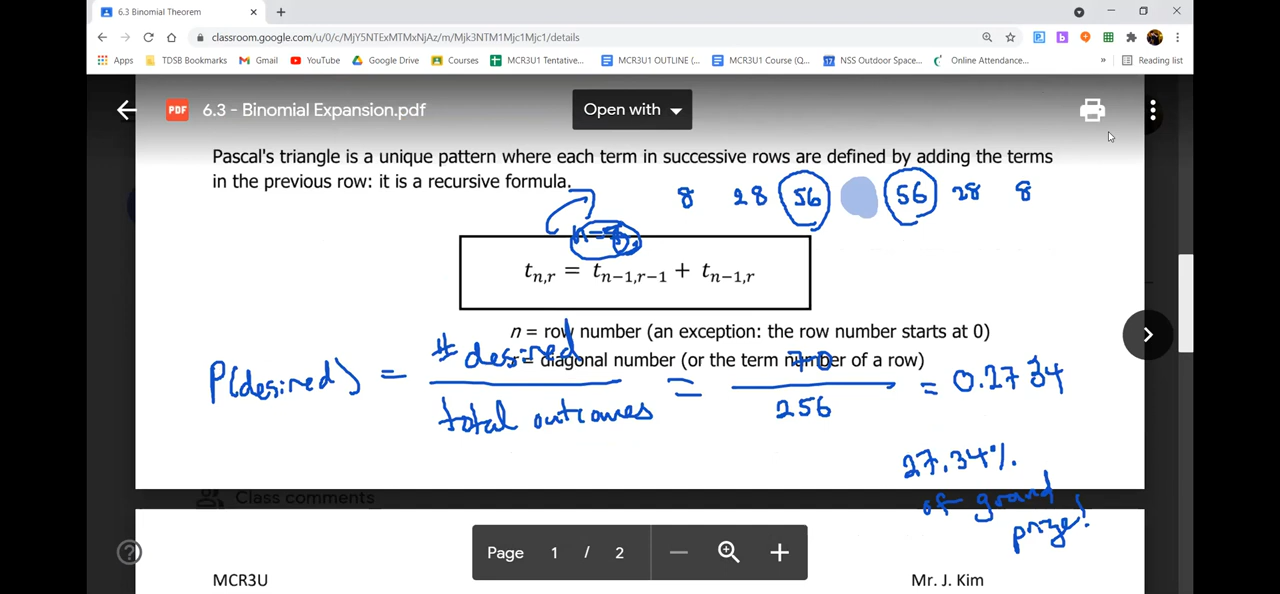 6.3 Binomial Theorem
classroom.google.com/u/0/c/MjY5NTExMTMxNjAz/m/Mjk3NTM1Mjc1Mjc1/details
Apps TDSB Bookmarks Gmail YouTube Google Drive Courses MCR3U1 Tentative... MCR3U1 OUTLINE (... MCR3U1 Course (Q... NSS Outdoor Space... Online Attendance... » Reading list
PDF 6.3 - Binomial Expansion.pdf Open with
Pascal's triangle is a unique pattern where each term in successive rows are defined by adding the terms
in the previous row: it is a recursive formula.
8 28 56 56 28 8
tn,r = tn−1,r−1 + tn−1,r
n = row number (an exception: the row number starts at 0)
= diagonal number (or the term number of a row)
P(desired) = # desired / total outcomes = 70 / 256 = 0.2734
27.34%
of grand
prize!
Class comments
Page 1 / 2
MCR3U Mr. J. Kim